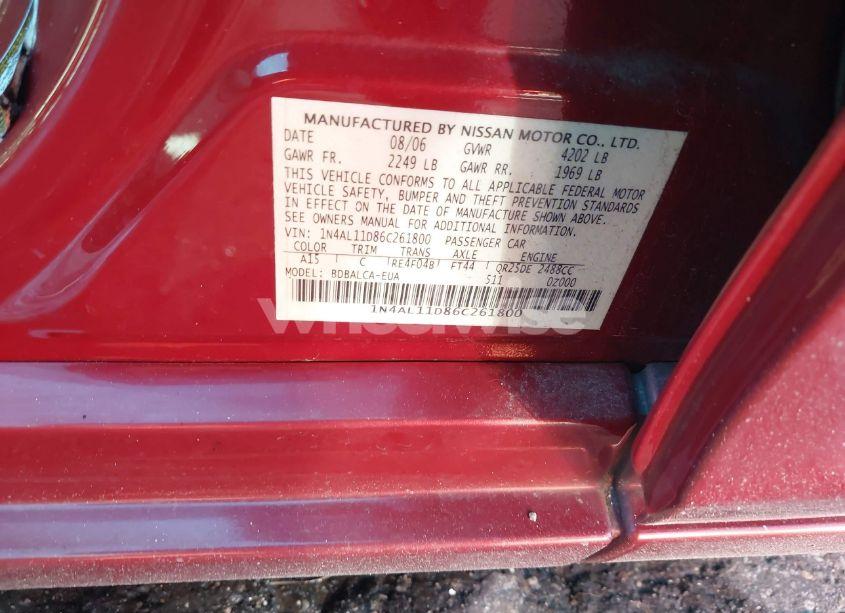 MANUFACTURED BY NISSAN MOTOR CO., LTD.
DATE 08/06 GVWR 4202 LB
GAWR FR. 2249 LB GAWR RR. 1969 LB
THIS VEHICLE CONFORMS TO ALL APPLICABLE FEDERAL MOTOR
VEHICLE SAFETY, BUMPER AND THEFT PREVENTION STANDARDS
IN EFFECT ON THE DATE OF MANUFACTURE SHOWN ABOVE.
SEE OWNERS MANUAL FOR ADDITIONAL INFORMATION.
VIN: 1N4AL11D86C261800 PASSENGER CAR
COLOR TRIM TRANS AXLE ENGINE
A15 C RE4F04B FT44 QR25DE 2488CC
MODEL: BDBALCA-EUA S11 DZ000
1N4AL11D86C261800
wheelwise